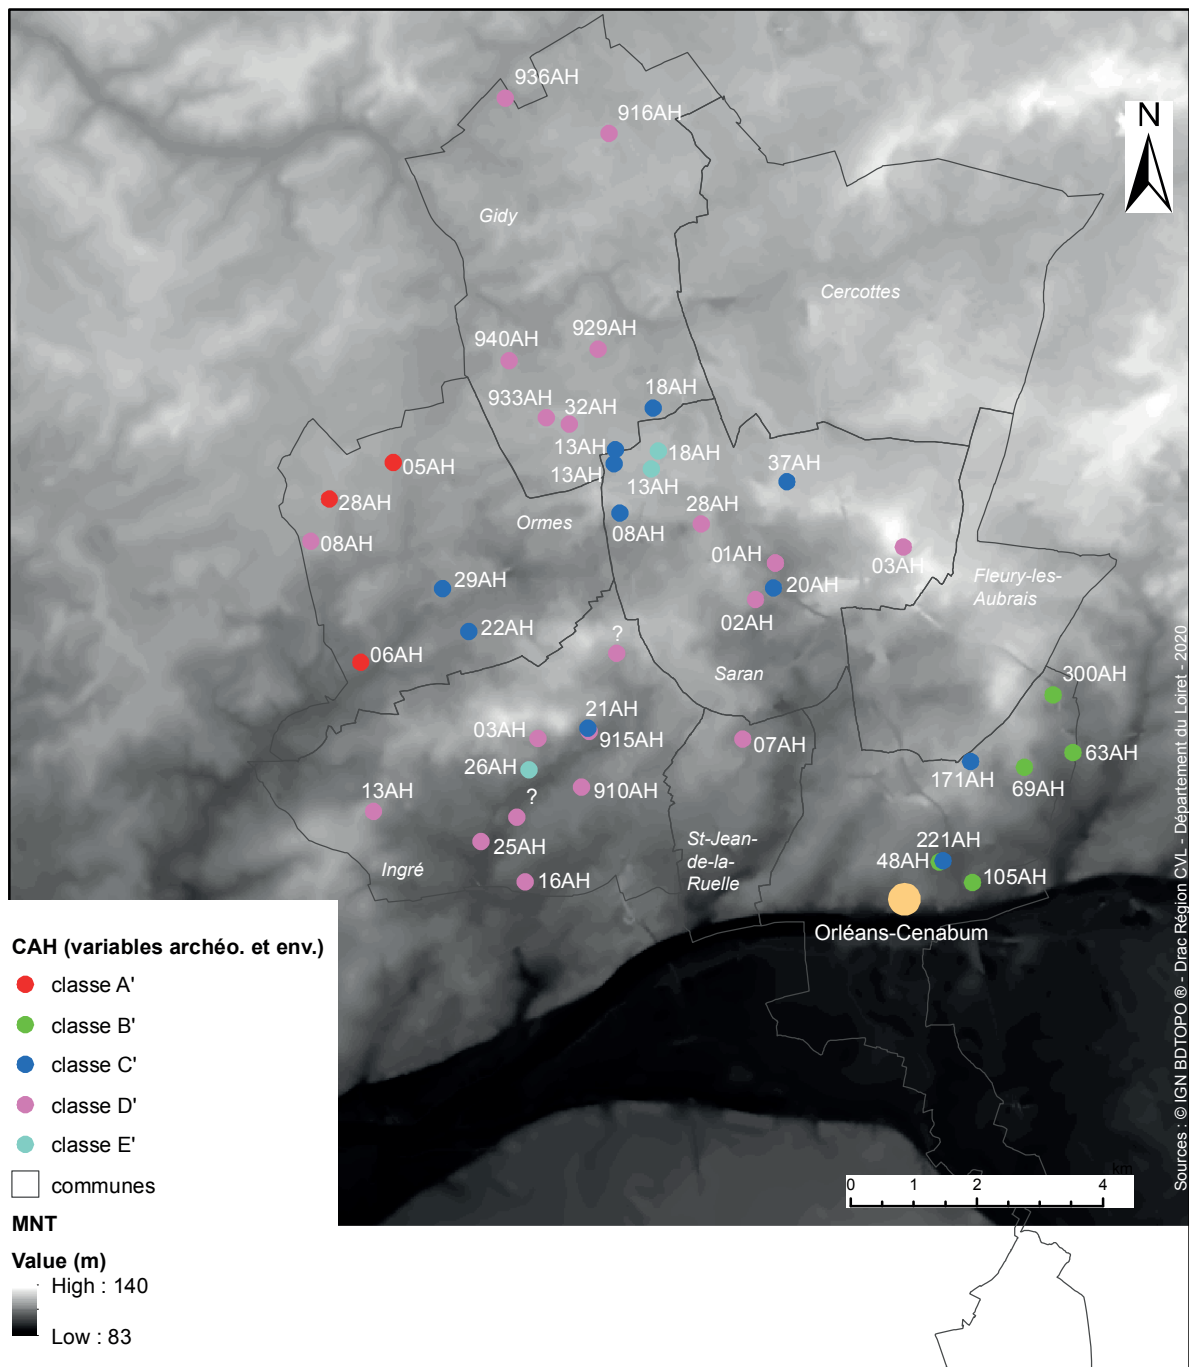 936AH
916AH
N
Gidy
Cercottes
929AH
940AH
18AH
933AH
32AH
13AH
18AH
05AH
13AH
13AH
37AH
28AH
28AH
Ormes
08AH
08AH
01AH
03AH
29AH
20AH
Fleury-les-
Aubrais
02AH
22AH
?
06AH
Saran
300AH
21AH
03AH
915AH
07AH
63AH
26AH
171AH
69AH
13AH
?
910AH
St-Jean-
de-la-
Ruelle
25AH
221AH
48AH
Ingré
16AH
105AH
Orléans-Cenabum
CAH (variables archéo. et env.)
classe A'
classe B'
classe C'
classe D'
classe E'
communes
MNT
Value (m)
High : 140
Low : 83
km
0 1 2 4
Sources : © IGN BDTOPO ® - Drac Région CVL - Département du Loiret - 2020